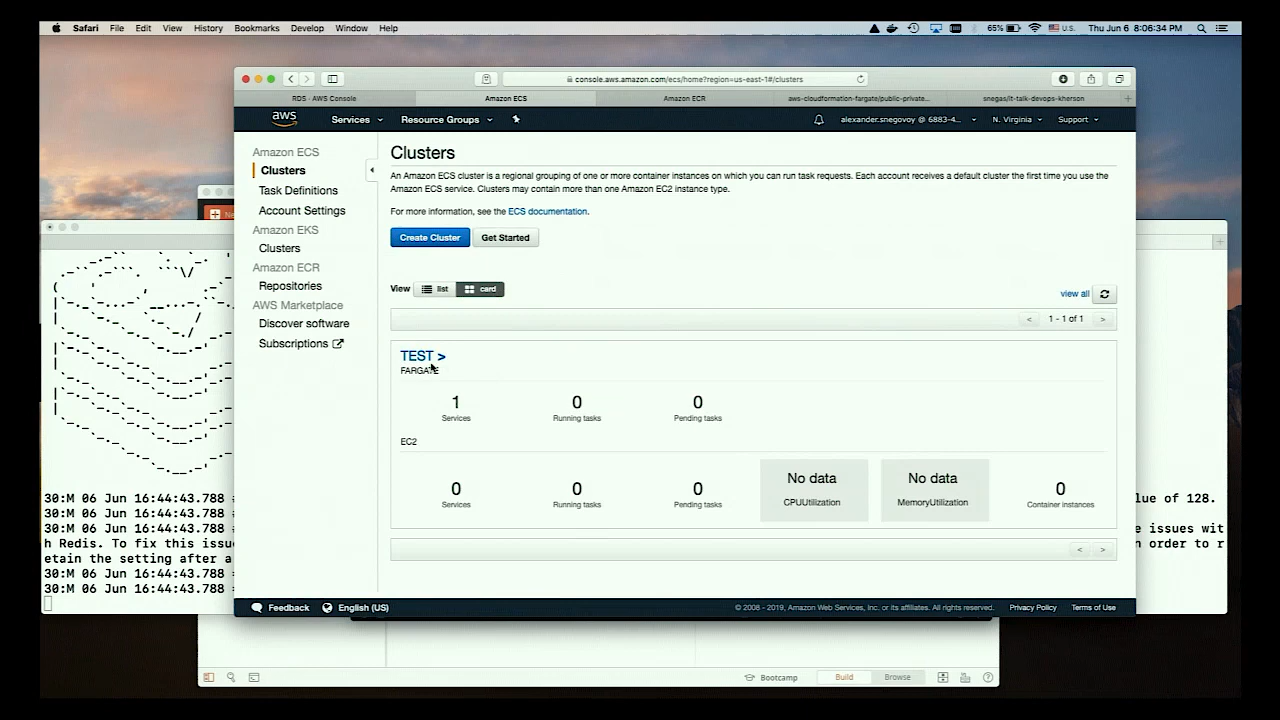 Safari File Edit View History Bookmarks Develop Window Help
65% U.S. Thu Jun 6 8:06:34 PM
console.aws.amazon.com/ecs/home?region=us-east-1#/clusters
RDS · AWS Console
Amazon ECS
Amazon ECR
aws-cloudformation-fargate/public-private...
snegas/it-talk-devops-kherson
aws Services Resource Groups
alexander.snegovoy @ 6883-4... N. Virginia Support
Amazon ECS
Clusters
Task Definitions
Account Settings
Amazon EKS
Clusters
Amazon ECR
Repositories
AWS Marketplace
Discover software
Subscriptions
Clusters
An Amazon ECS cluster is a regional grouping of one or more container instances on which you can run task requests. Each account receives a default cluster the first time you use the
Amazon ECS service. Clusters may contain more than one Amazon EC2 instance type.
For more information, see the ECS documentation.
Create Cluster Get Started
View list card
view all
< 1 - 1 of 1 >
TEST >
FARGATE
1 0 0
Services Running tasks Pending tasks
EC2
0 0 0 No data No data 0
Services Running tasks Pending tasks CPUUtilization MemoryUtilization Container instances
< >
Feedback English (US)
© 2008 - 2019, Amazon Web Services, Inc. or its affiliates. All rights reserved. Privacy Policy Terms of Use
30:M 06 Jun 16:44:43.788 #
lue of 128.
30:M 06 Jun 16:44:43.788
30:M 06 Jun 16:44:43.788
e issues wit
h Redis. To fix this issu
n order to r
etain the setting after a
30:M 06 Jun 16:44:43.788
30:M 06 Jun 16:44:43.788
Bootcamp Build Browse